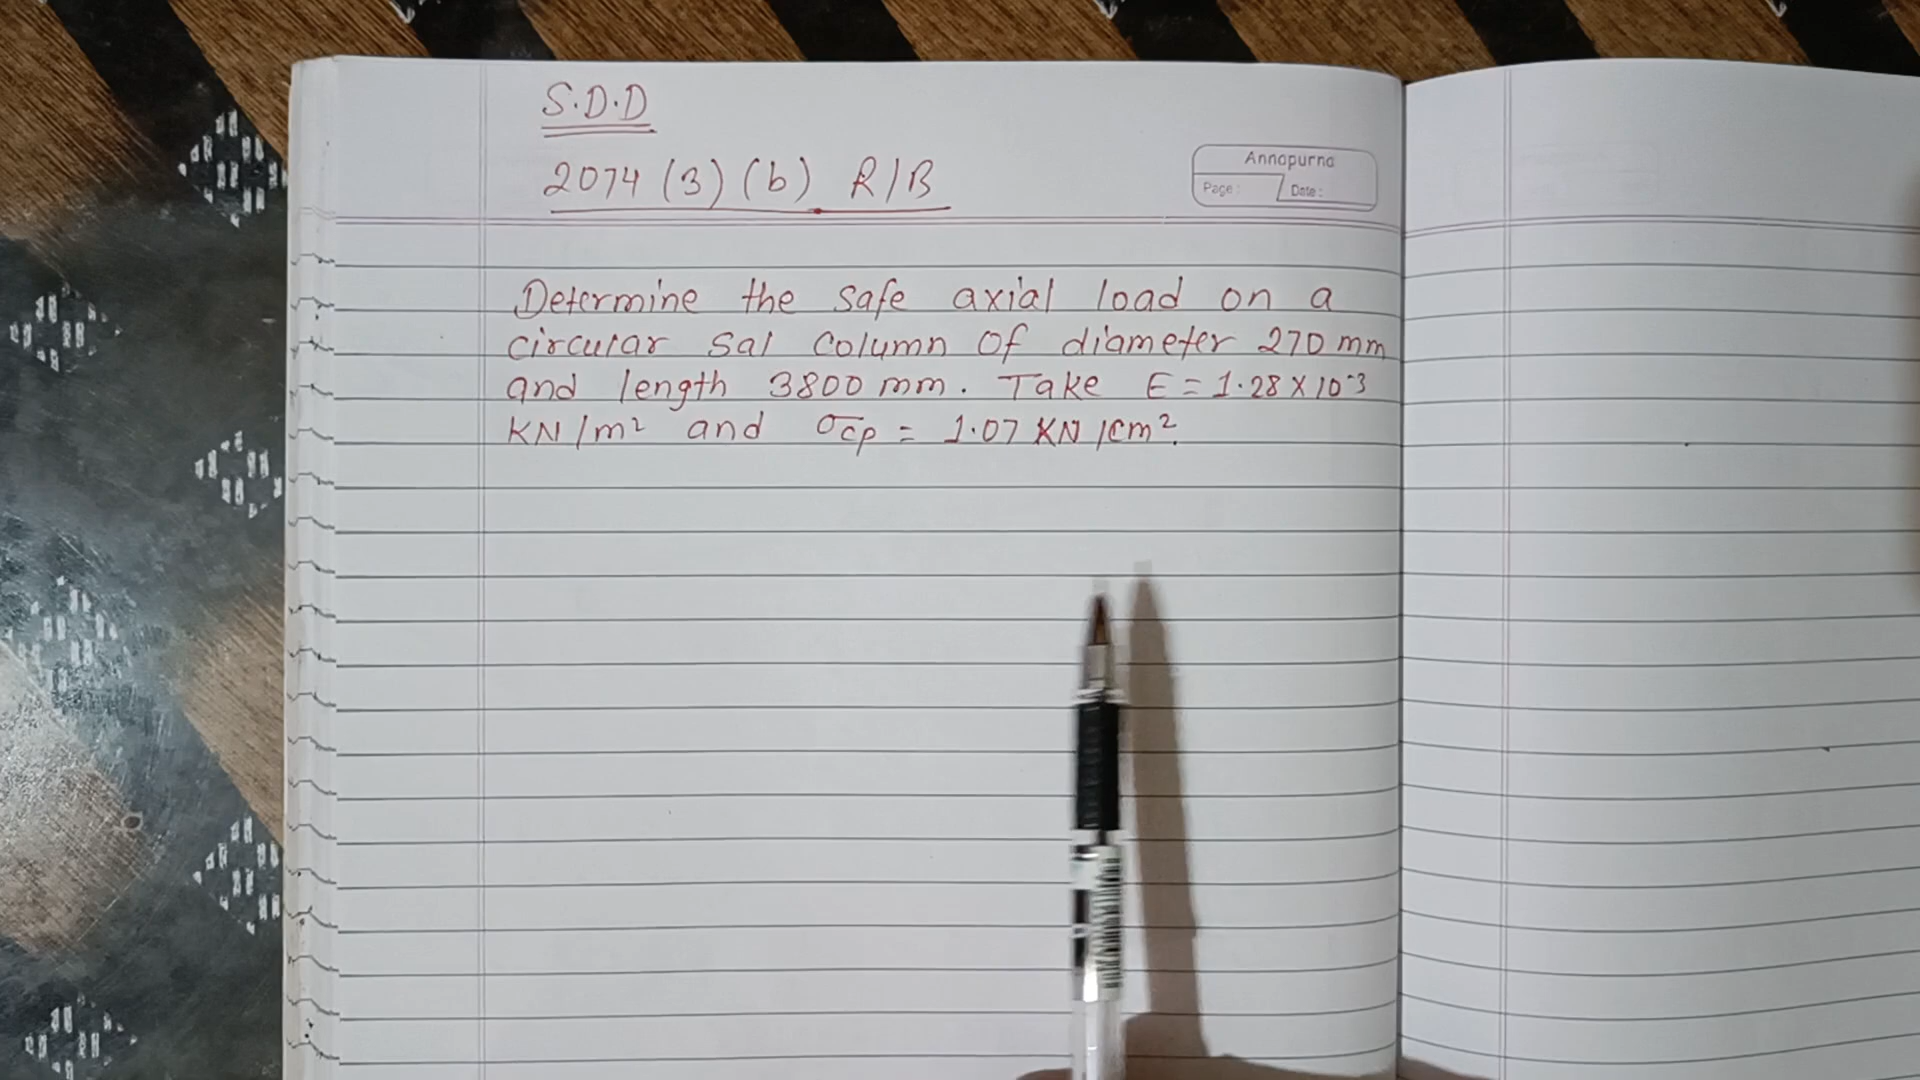 S.D.D
2074 (3) (b) R/B
Annapurna
Page: Date:
Determine the safe axial load on a
circular sal column of diameter 270 mm
and length 3800 mm. Take E = 1.28 × 10⁻³
KN/m² and σcp = 1.07 KN/cm².